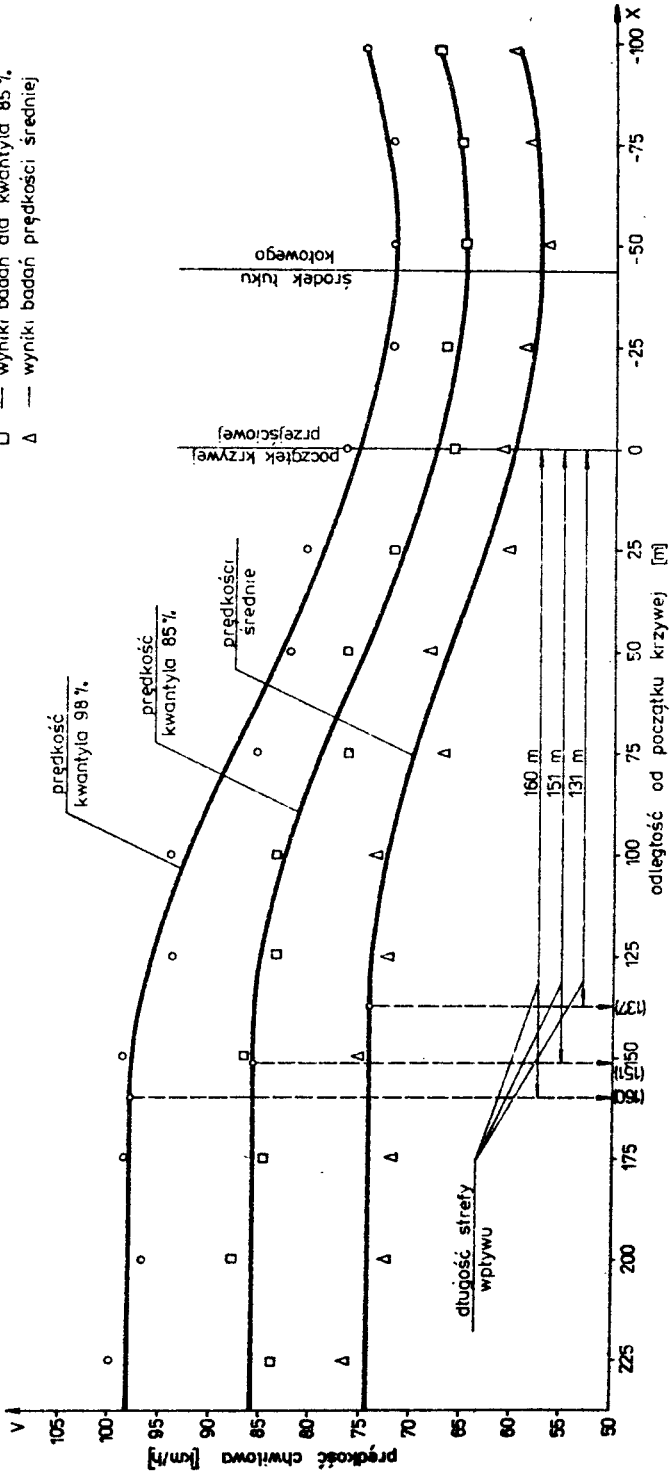 □ — wyniki badań dla kwantyla 85 %
△ — wyniki badań prędkości średniej
V
prędkość chwilowa [km/h]
105
100
95
90
85
80
75
70
65
60
55
50
prędkość
kwantyla 98 %
prędkość
kwantyla 85 %
prędkości
średnie
początek krzywej
przejściowej
środek łuku
kołowego
długość strefy
wpływu
160 m
151 m
131 m
225
200
175
(160)
(151)
150
(137)
125
100
75
50
25
0
-25
-50
-75
-100
X
odległość od początku krzywej [m]